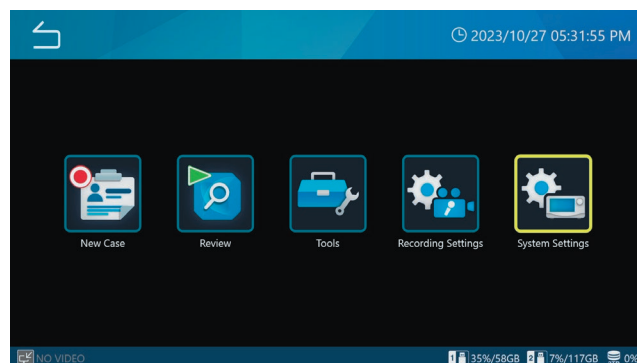 2023/10/27 05:31:55 PM
New Case
Review
Tools
Recording Settings
System Settings
NO VIDEO
1 35%/58GB 2 7%/117GB 0%